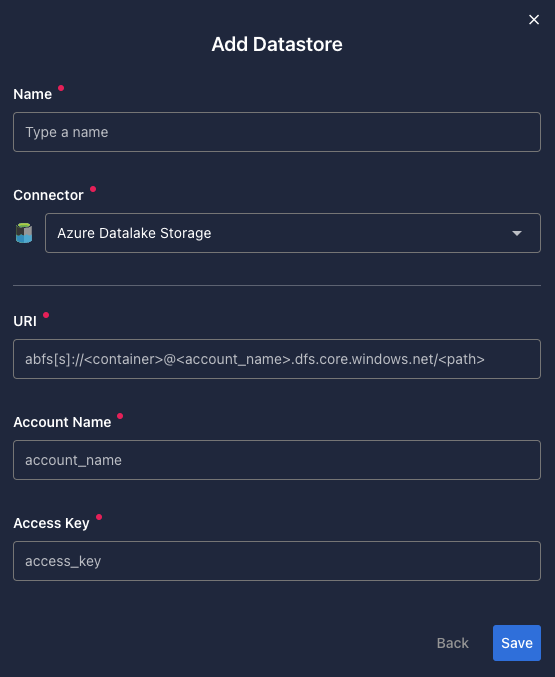 Add Datastore
Name
Type a name
Connector
Azure Datalake Storage
URI
abfs[s]://<container>@<account_name>.dfs.core.windows.net/<path>
Account Name
account_name
Access Key
access_key
Back
Save